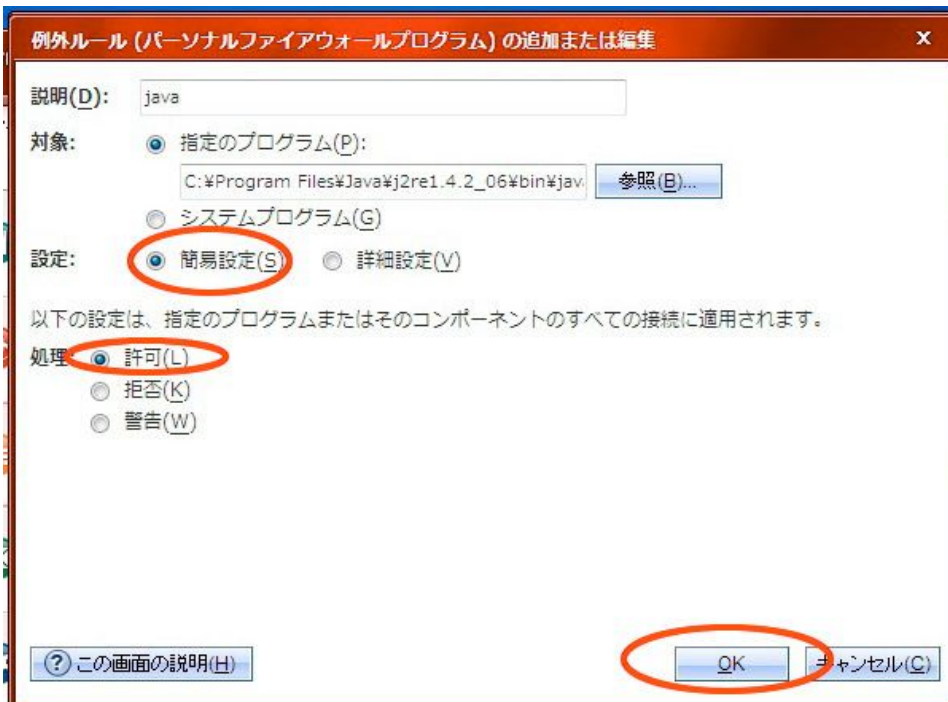 例外ルール (パーソナルファイアウォールプログラム) の追加または編集 x
説明(D): java
対象: 指定のプログラム(P):
C:¥Program Files¥Java¥j2re1.4.2_06¥bin¥jav 参照(B)...
システムプログラム(G)
設定: 簡易設定(S) 詳細設定(V)
以下の設定は、指定のプログラムまたはそのコンポーネントのすべての接続に適用されます。
処理: 許可(L)
拒否(K)
警告(W)
?この画面の説明(H) OK キャンセル(C)